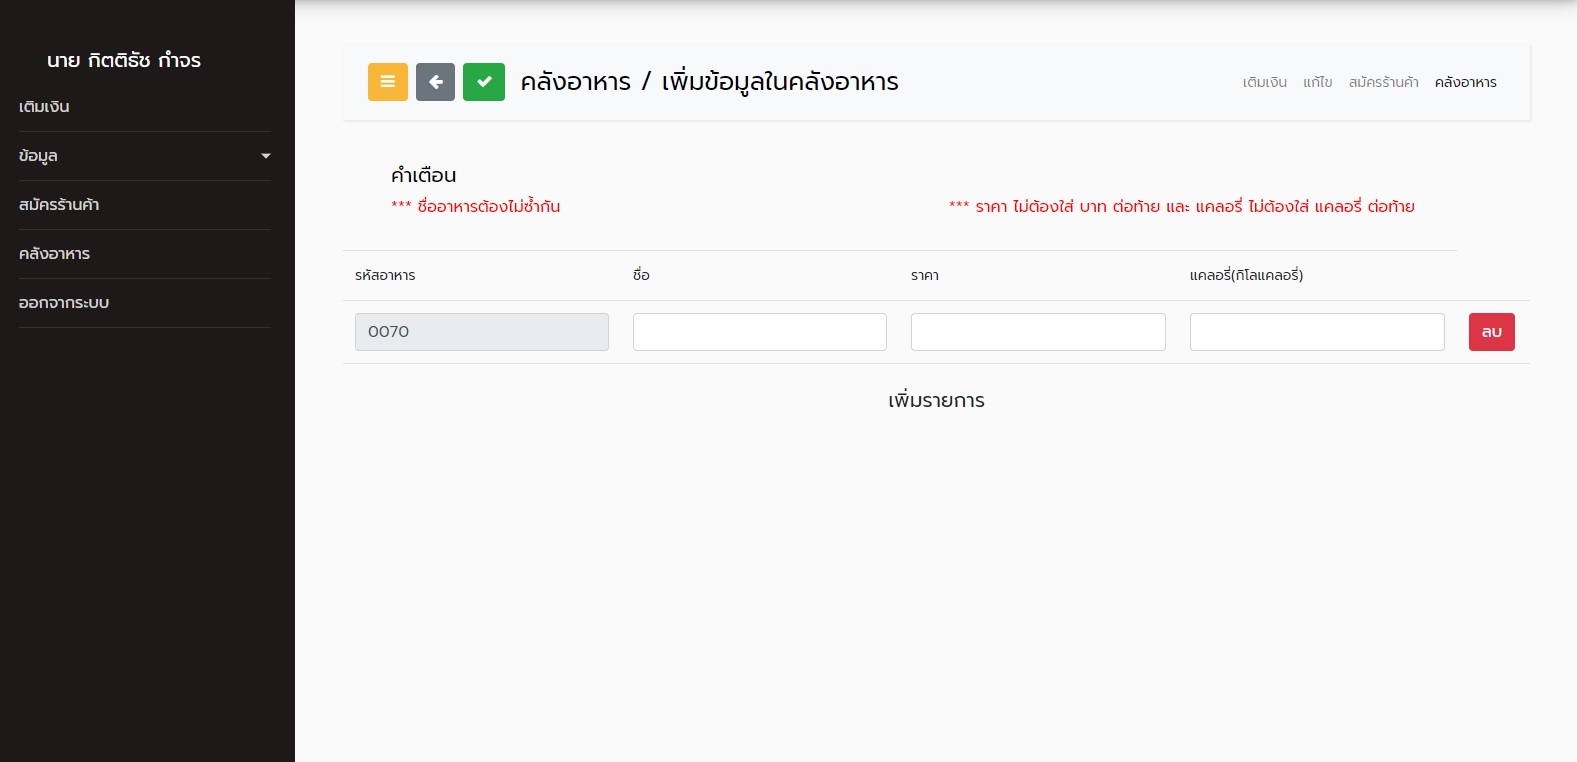 นาย กิตติธัช กำจร
เติมเงิน
ข้อมูล
สมัครร้านค้า
คลังอาหาร
ออกจากระบบ
คลังอาหาร / เพิ่มข้อมูลในคลังอาหาร
เติมเงิน แก้ไข สมัครร้านค้า คลังอาหาร
คำเตือน
*** ชื่ออาหารต้องไม่ซ้ำกัน
*** ราคา ไม่ต้องใส่ บาท ต่อท้าย และ แคลอรี่ ไม่ต้องใส่ แคลอรี่ ต่อท้าย
รหัสอาหาร ชื่อ ราคา แคลอรี่(กิโลแคลอรี่)
0070 ลบ
เพิ่มรายการ